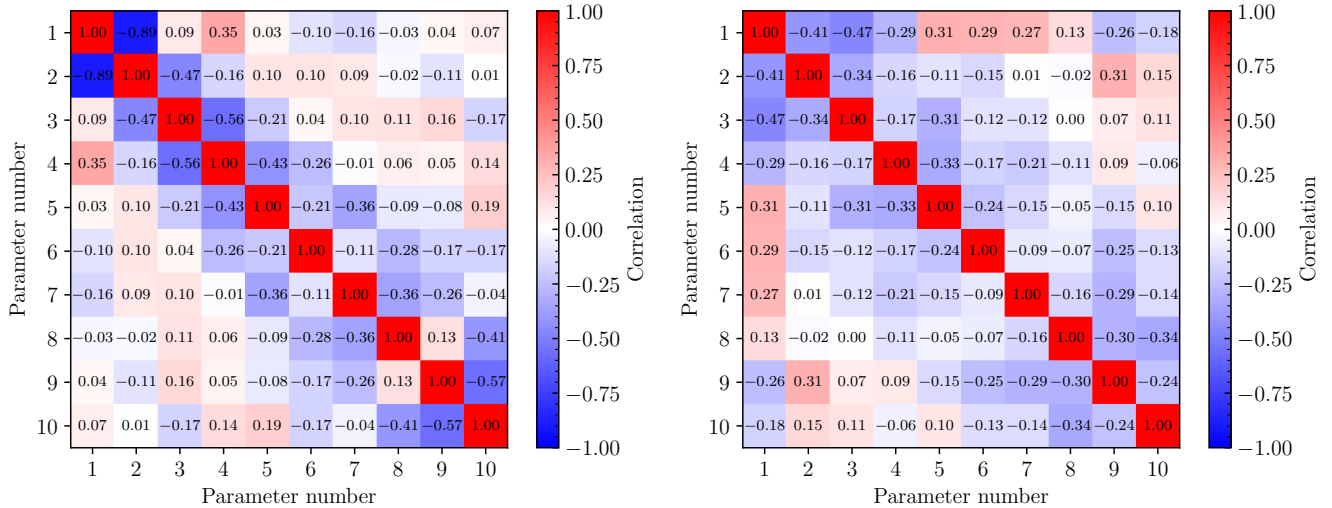 1 1.00 −0.89 0.09 0.35 0.03 −0.10 −0.16 −0.03 0.04 0.07
2 −0.89 1.00 −0.47 −0.16 0.10 0.10 0.09 −0.02 −0.11 0.01
3 0.09 −0.47 1.00 −0.56 −0.21 0.04 0.10 0.11 0.16 −0.17
4 0.35 −0.16 −0.56 1.00 −0.43 −0.26 −0.01 0.06 0.05 0.14
5 0.03 0.10 −0.21 −0.43 1.00 −0.21 −0.36 −0.09 −0.08 0.19
6 −0.10 0.10 0.04 −0.26 −0.21 1.00 −0.11 −0.28 −0.17 −0.17
7 −0.16 0.09 0.10 −0.01 −0.36 −0.11 1.00 −0.36 −0.26 −0.04
8 −0.03 −0.02 0.11 0.06 −0.09 −0.28 −0.36 1.00 0.13 −0.41
9 0.04 −0.11 0.16 0.05 −0.08 −0.17 −0.26 0.13 1.00 −0.57
10 0.07 0.01 −0.17 0.14 0.19 −0.17 −0.04 −0.41 −0.57 1.00
1 2 3 4 5 6 7 8 9 10
Parameter number
Parameter number
1.00
0.75
0.50
0.25
0.00
−0.25
−0.50
−0.75
−1.00
Correlation
1 1.00 −0.41 −0.47 −0.29 0.31 0.29 0.27 0.13 −0.26 −0.18
2 −0.41 1.00 −0.34 −0.16 −0.11 −0.15 0.01 −0.02 0.31 0.15
3 −0.47 −0.34 1.00 −0.17 −0.31 −0.12 −0.12 0.00 0.07 0.11
4 −0.29 −0.16 −0.17 1.00 −0.33 −0.17 −0.21 −0.11 0.09 −0.06
5 0.31 −0.11 −0.31 −0.33 1.00 −0.24 −0.15 −0.05 −0.15 0.10
6 0.29 −0.15 −0.12 −0.17 −0.24 1.00 −0.09 −0.07 −0.25 −0.13
7 0.27 0.01 −0.12 −0.21 −0.15 −0.09 1.00 −0.16 −0.29 −0.14
8 0.13 −0.02 0.00 −0.11 −0.05 −0.07 −0.16 1.00 −0.30 −0.34
9 −0.26 0.31 0.07 0.09 −0.15 −0.25 −0.29 −0.30 1.00 −0.24
10 −0.18 0.15 0.11 −0.06 0.10 −0.13 −0.14 −0.34 −0.24 1.00
1 2 3 4 5 6 7 8 9 10
Parameter number
Parameter number
1.00
0.75
0.50
0.25
0.00
−0.25
−0.50
−0.75
−1.00
Correlation